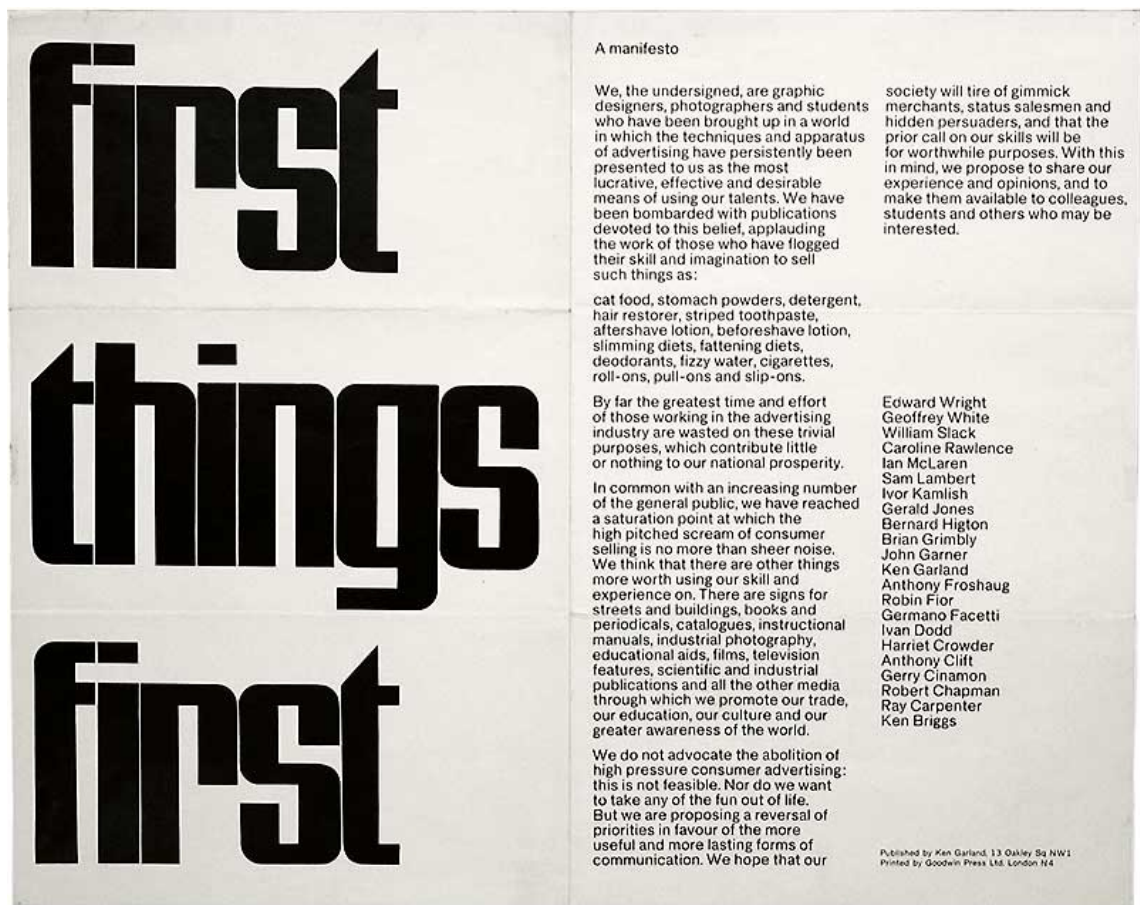 first
things
first
A manifesto
We, the undersigned, are graphic
designers, photographers and students
who have been brought up in a world
in which the techniques and apparatus
of advertising have persistently been
presented to us as the most
lucrative, effective and desirable
means of using our talents. We have
been bombarded with publications
devoted to this belief, applauding
the work of those who have flogged
their skill and imagination to sell
such things as:
cat food, stomach powders, detergent,
hair restorer, striped toothpaste,
aftershave lotion, beforeshave lotion,
slimming diets, fattening diets,
deodorants, fizzy water, cigarettes,
roll-ons, pull-ons and slip-ons.
By far the greatest time and effort
of those working in the advertising
industry are wasted on these trivial
purposes, which contribute little
or nothing to our national prosperity.
In common with an increasing number
of the general public, we have reached
a saturation point at which the
high pitched scream of consumer
selling is no more than sheer noise.
We think that there are other things
more worth using our skill and
experience on. There are signs for
streets and buildings, books and
periodicals, catalogues, instructional
manuals, industrial photography,
educational aids, films, television
features, scientific and industrial
publications and all the other media
through which we promote our trade,
our education, our culture and our
greater awareness of the world.
We do not advocate the abolition of
high pressure consumer advertising:
this is not feasible. Nor do we want
to take any of the fun out of life.
But we are proposing a reversal of
priorities in favour of the more
useful and more lasting forms of
communication. We hope that our
society will tire of gimmick
merchants, status salesmen and
hidden persuaders, and that the
prior call on our skills will be
for worthwhile purposes. With this
in mind, we propose to share our
experience and opinions, and to
make them available to colleagues,
students and others who may be
interested.
Edward Wright
Geoffrey White
William Slack
Caroline Rawlence
Ian McLaren
Sam Lambert
Ivor Kamlish
Gerald Jones
Bernard Higton
Brian Grimbly
John Garner
Ken Garland
Anthony Froshaug
Robin Fior
Germano Facetti
Ivan Dodd
Harriet Crowder
Anthony Clift
Gerry Cinamon
Robert Chapman
Ray Carpenter
Ken Briggs
Published by Ken Garland, 13 Oakley Sq NW1
Printed by Goodwin Press Ltd. London N4